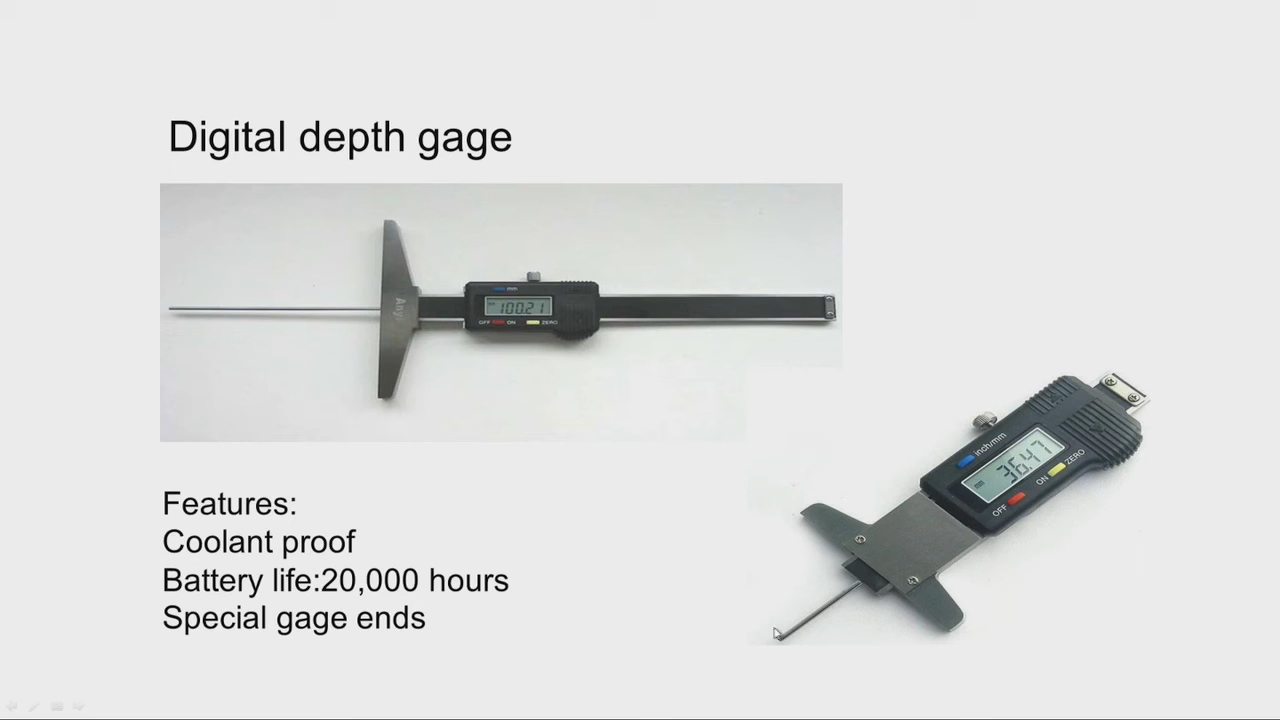 Digital depth gage
mm
100.21
OFF ON ZERO
inch/mm
36.47
OFF ON ZERO
Features:
Coolant proof
Battery life:20,000 hours
Special gage ends